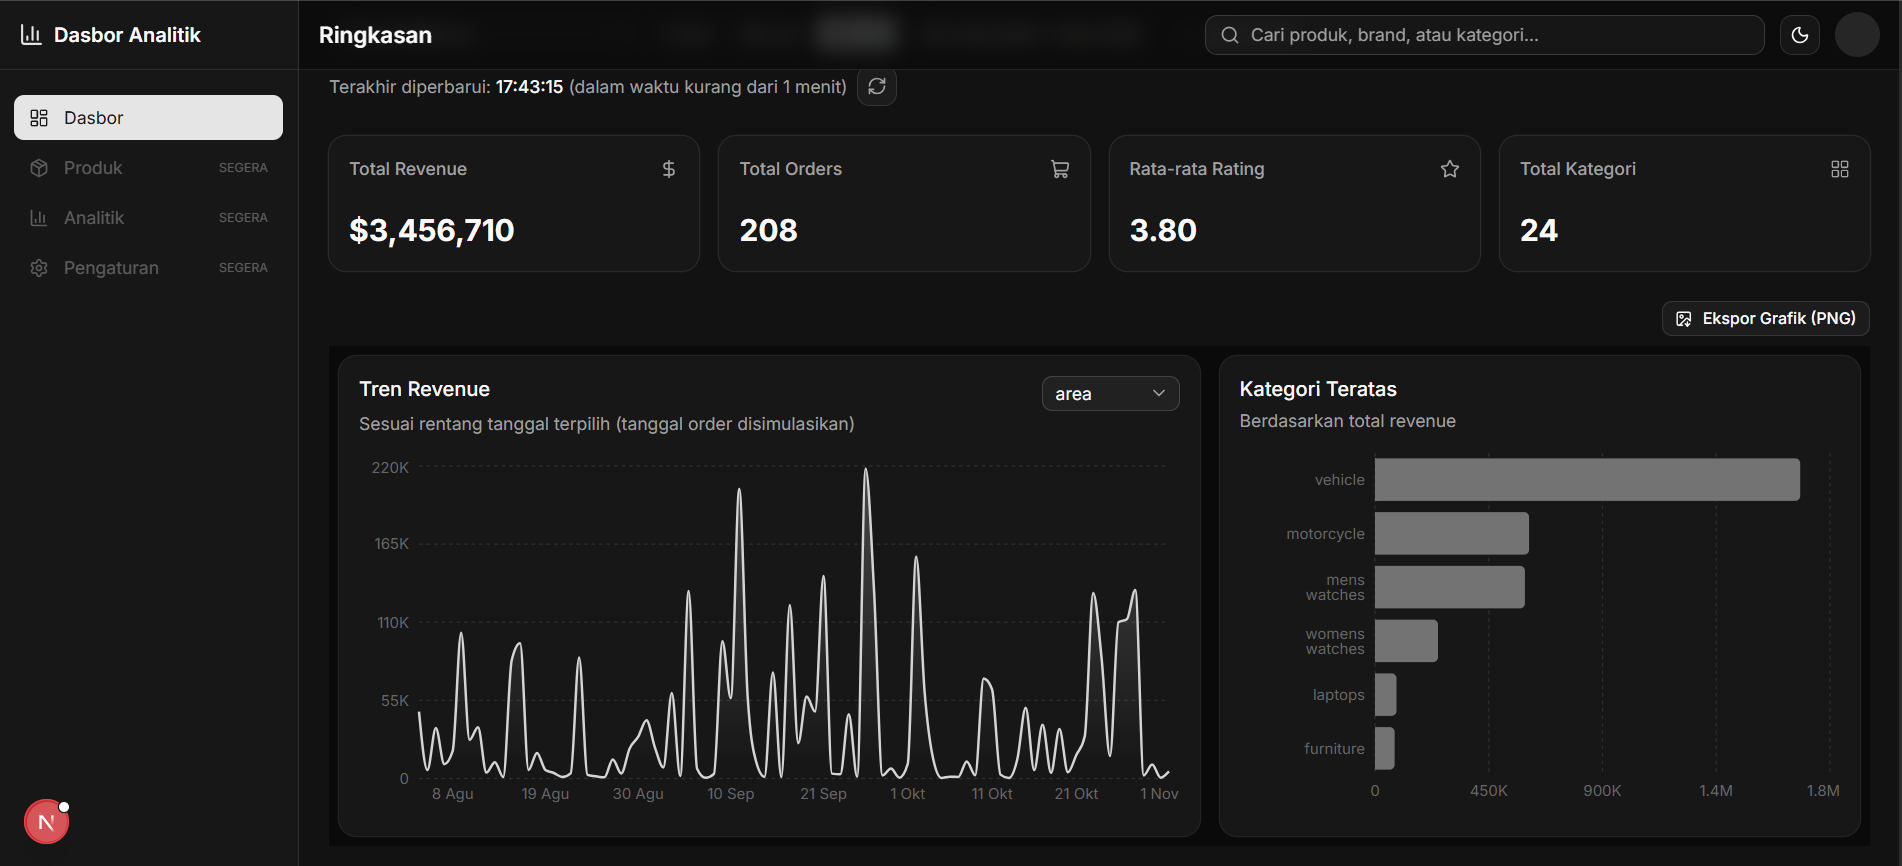 Dasbor Analitik
Ringkasan
Cari produk, brand, atau kategori...
Dasbor
Produk SEGERA
Analitik SEGERA
Pengaturan SEGERA
Terakhir diperbarui: 17:43:15 (dalam waktu kurang dari 1 menit)
Total Revenue
$3,456,710
Total Orders
208
Rata-rata Rating
3.80
Total Kategori
24
Ekspor Grafik (PNG)
Tren Revenue
Sesuai rentang tanggal terpilih (tanggal order disimulasikan)
area
220K
165K
110K
55K
0
8 Agu 19 Agu 30 Agu 10 Sep 21 Sep 1 Okt 11 Okt 21 Okt 1 Nov
Kategori Teratas
Berdasarkan total revenue
vehicle
motorcycle
mens
watches
womens
watches
laptops
furniture
0 450K 900K 1.4M 1.8M
N